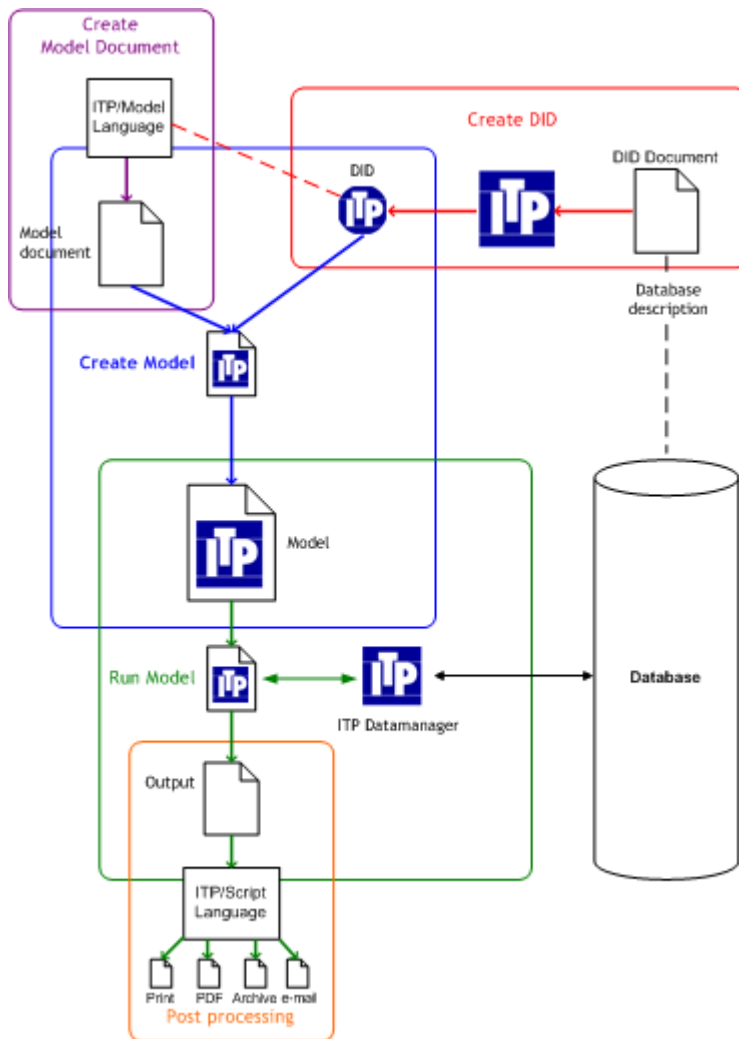 Create
Model Document
ITP/Model
Language
Create DID
DID
DID Document
ITP
ITP
Model
document
Database
description
Create Model
ITP
ITP
Model
Run Model
ITP
ITP
ITP Datamanager
Database
Output
ITP/Script
Language
Print
PDF
Archive
e-mail
Post processing